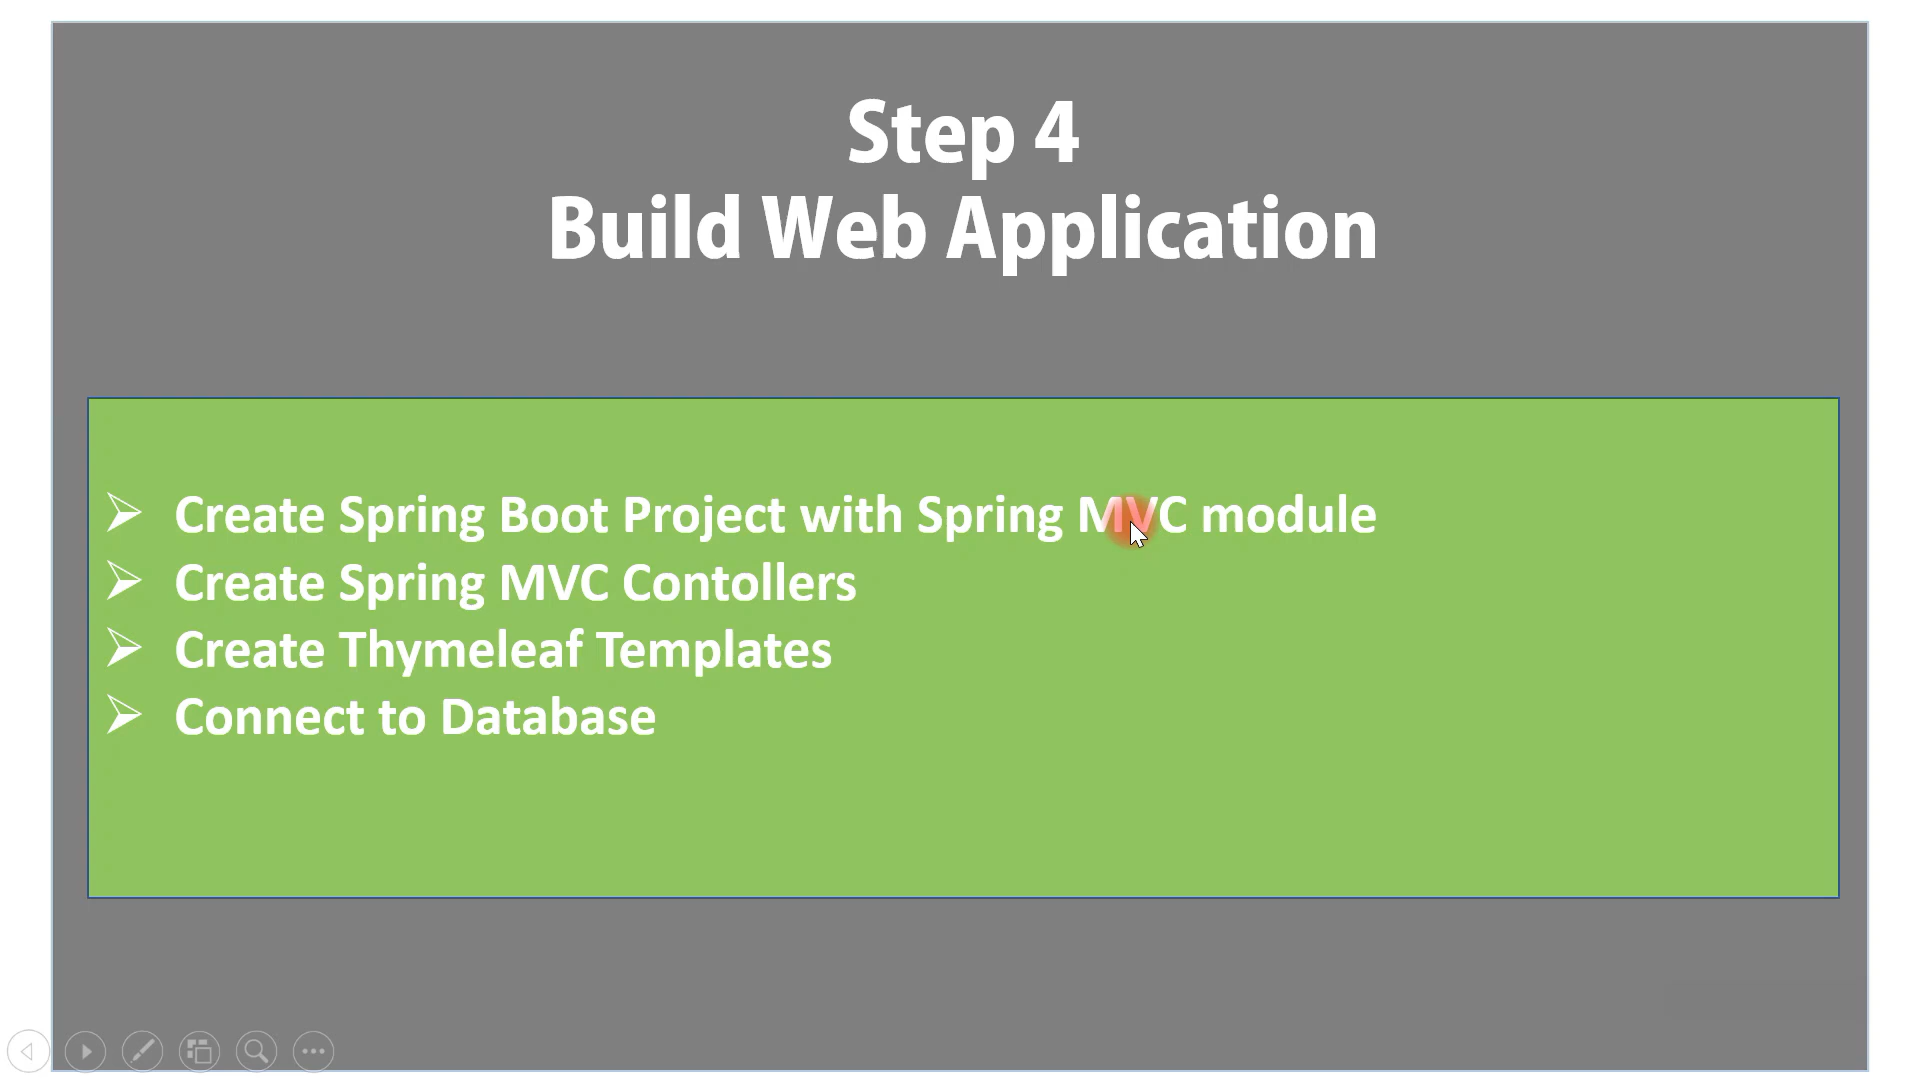 Step 4
Build Web Application
Create Spring Boot Project with Spring MVC module
Create Spring MVC Contollers
Create Thymeleaf Templates
Connect to Database